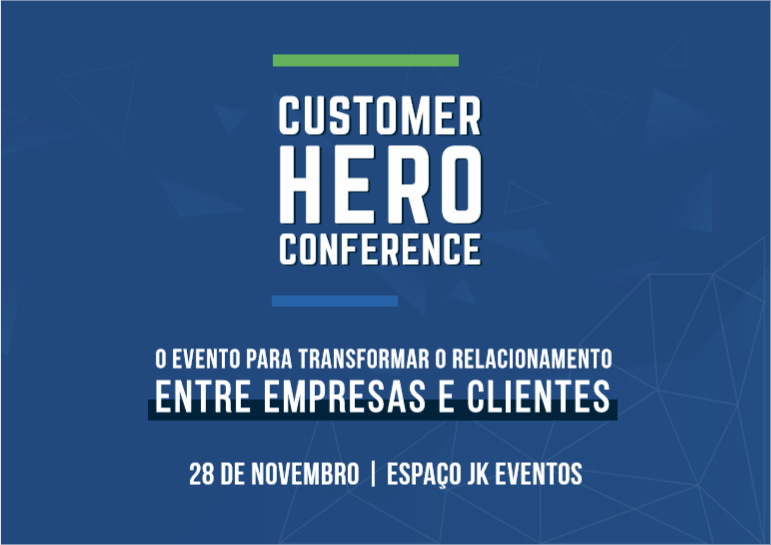 CUSTOMER
HERO
CONFERENCE
O EVENTO PARA TRANSFORMAR O RELACIONAMENTO
ENTRE EMPRESAS E CLIENTES
28 DE NOVEMBRO | ESPAÇO JK EVENTOS